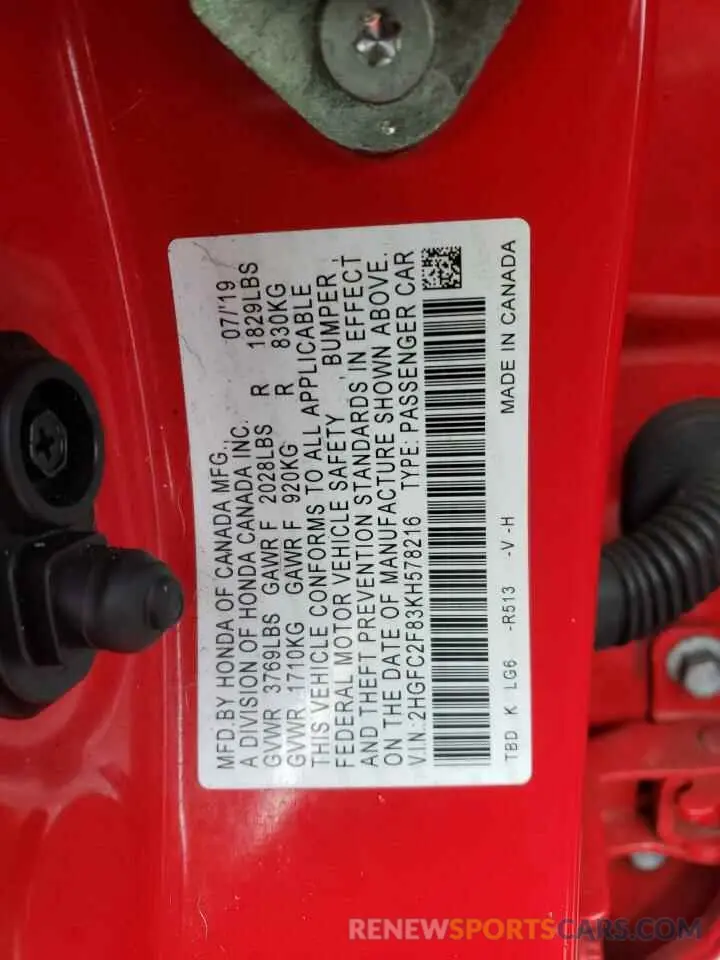 MFD.BY HONDA OF CANADA MFG., 07/'19
A DIVISION OF HONDA CANADA INC.
GVWR 3769LBS GAWR F 2028LBS R 1829LBS
GVWR 1710KG GAWR F 920KG R 830KG
THIS VEHICLE CONFORMS TO ALL APPLICABLE
FEDERAL MOTOR VEHICLE SAFETY BUMPER,
AND THEFT PREVENTION STANDARDS IN EFFECT
ON THE DATE OF MANUFACTURE SHOWN ABOVE.
V.I.N.:2HGFC2F83KH578216 TYPE: PASSENGER CAR
TBD K LG6 -R513 -V-H MADE IN CANADA
RENEWSPORTSCARS.COM